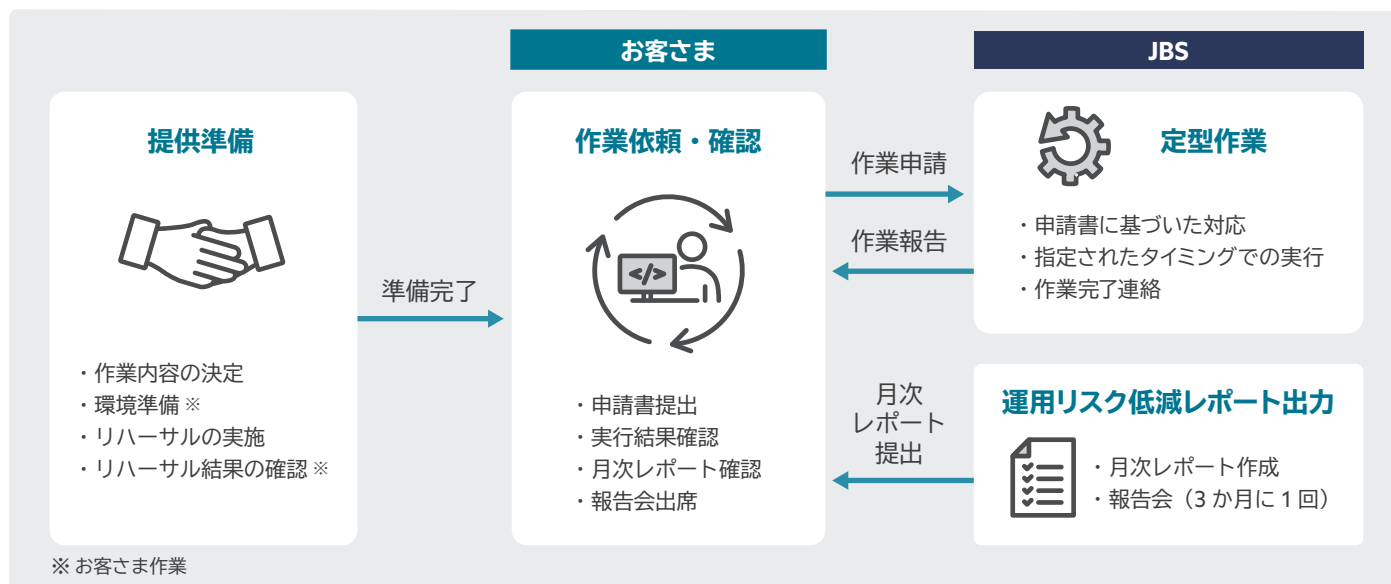 お客さま
JBS
提供準備
・作業内容の決定
・環境準備 ※
・リハーサルの実施
・リハーサル結果の確認 ※
準備完了
作業依頼・確認
</>
・申請書提出
・実行結果確認
・月次レポート確認
・報告会出席
作業申請
作業報告
定型作業
・申請書に基づいた対応
・指定されたタイミングでの実行
・作業完了連絡
月次
レポート
提出
運用リスク低減レポート出力
・月次レポート作成
・報告会（3 か月に 1 回）
※ お客さま作業